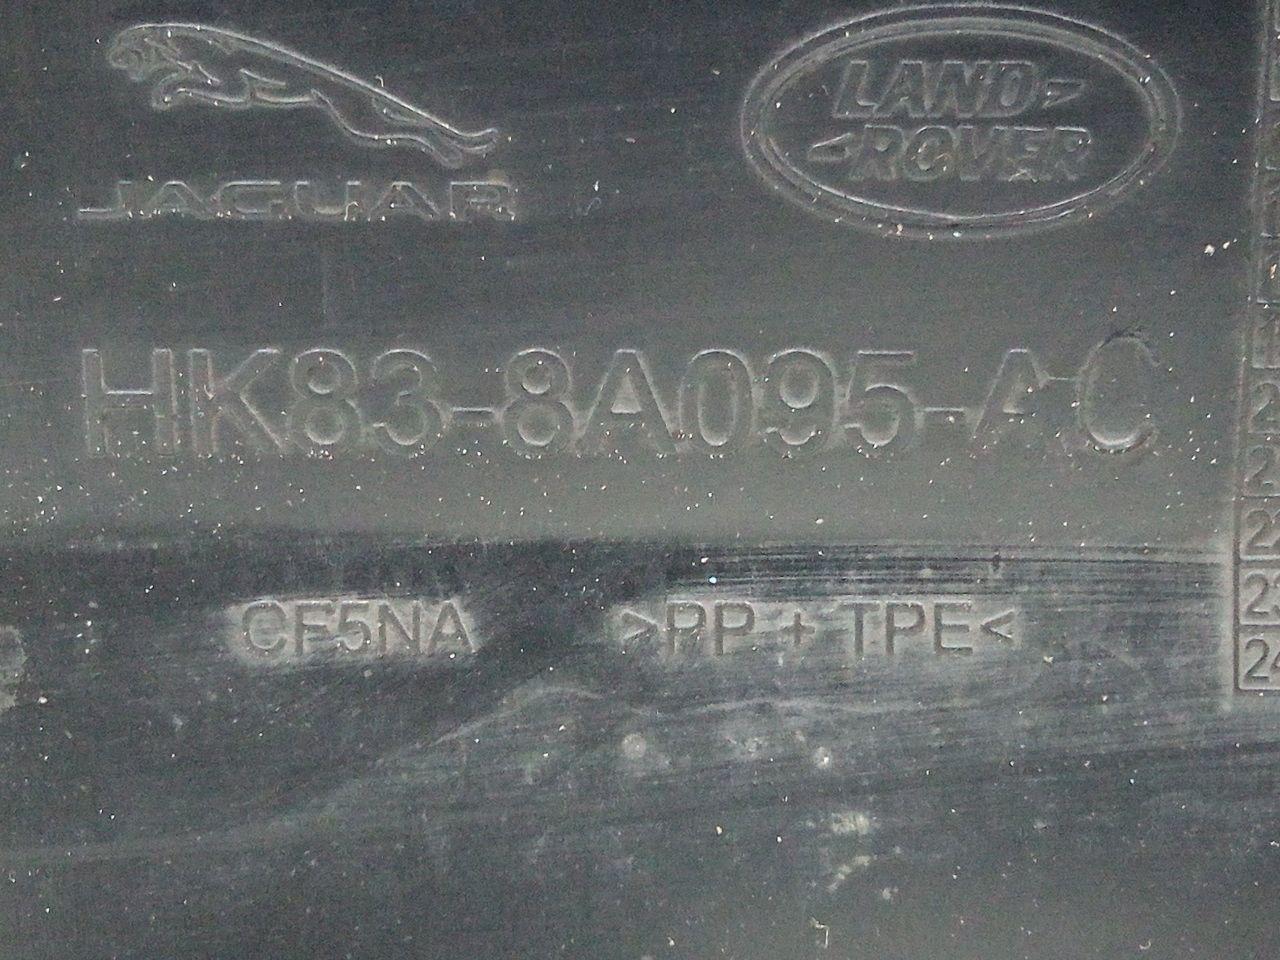 JAGUAR
LAND
ROVER
HK83-8A095-AC
CF5NA
>PP + TPE<